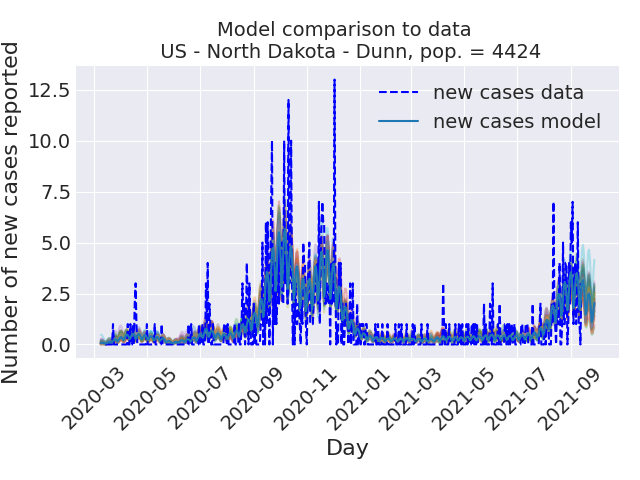 Model comparison to data
US - North Dakota - Dunn, pop. = 4424
Number of new cases reported
12.5
10.0
7.5
5.0
2.5
0.0
new cases data
new cases model
2020-03
2020-05
2020-07
2020-09
2020-11
2021-01
2021-03
2021-05
2021-07
2021-09
Day